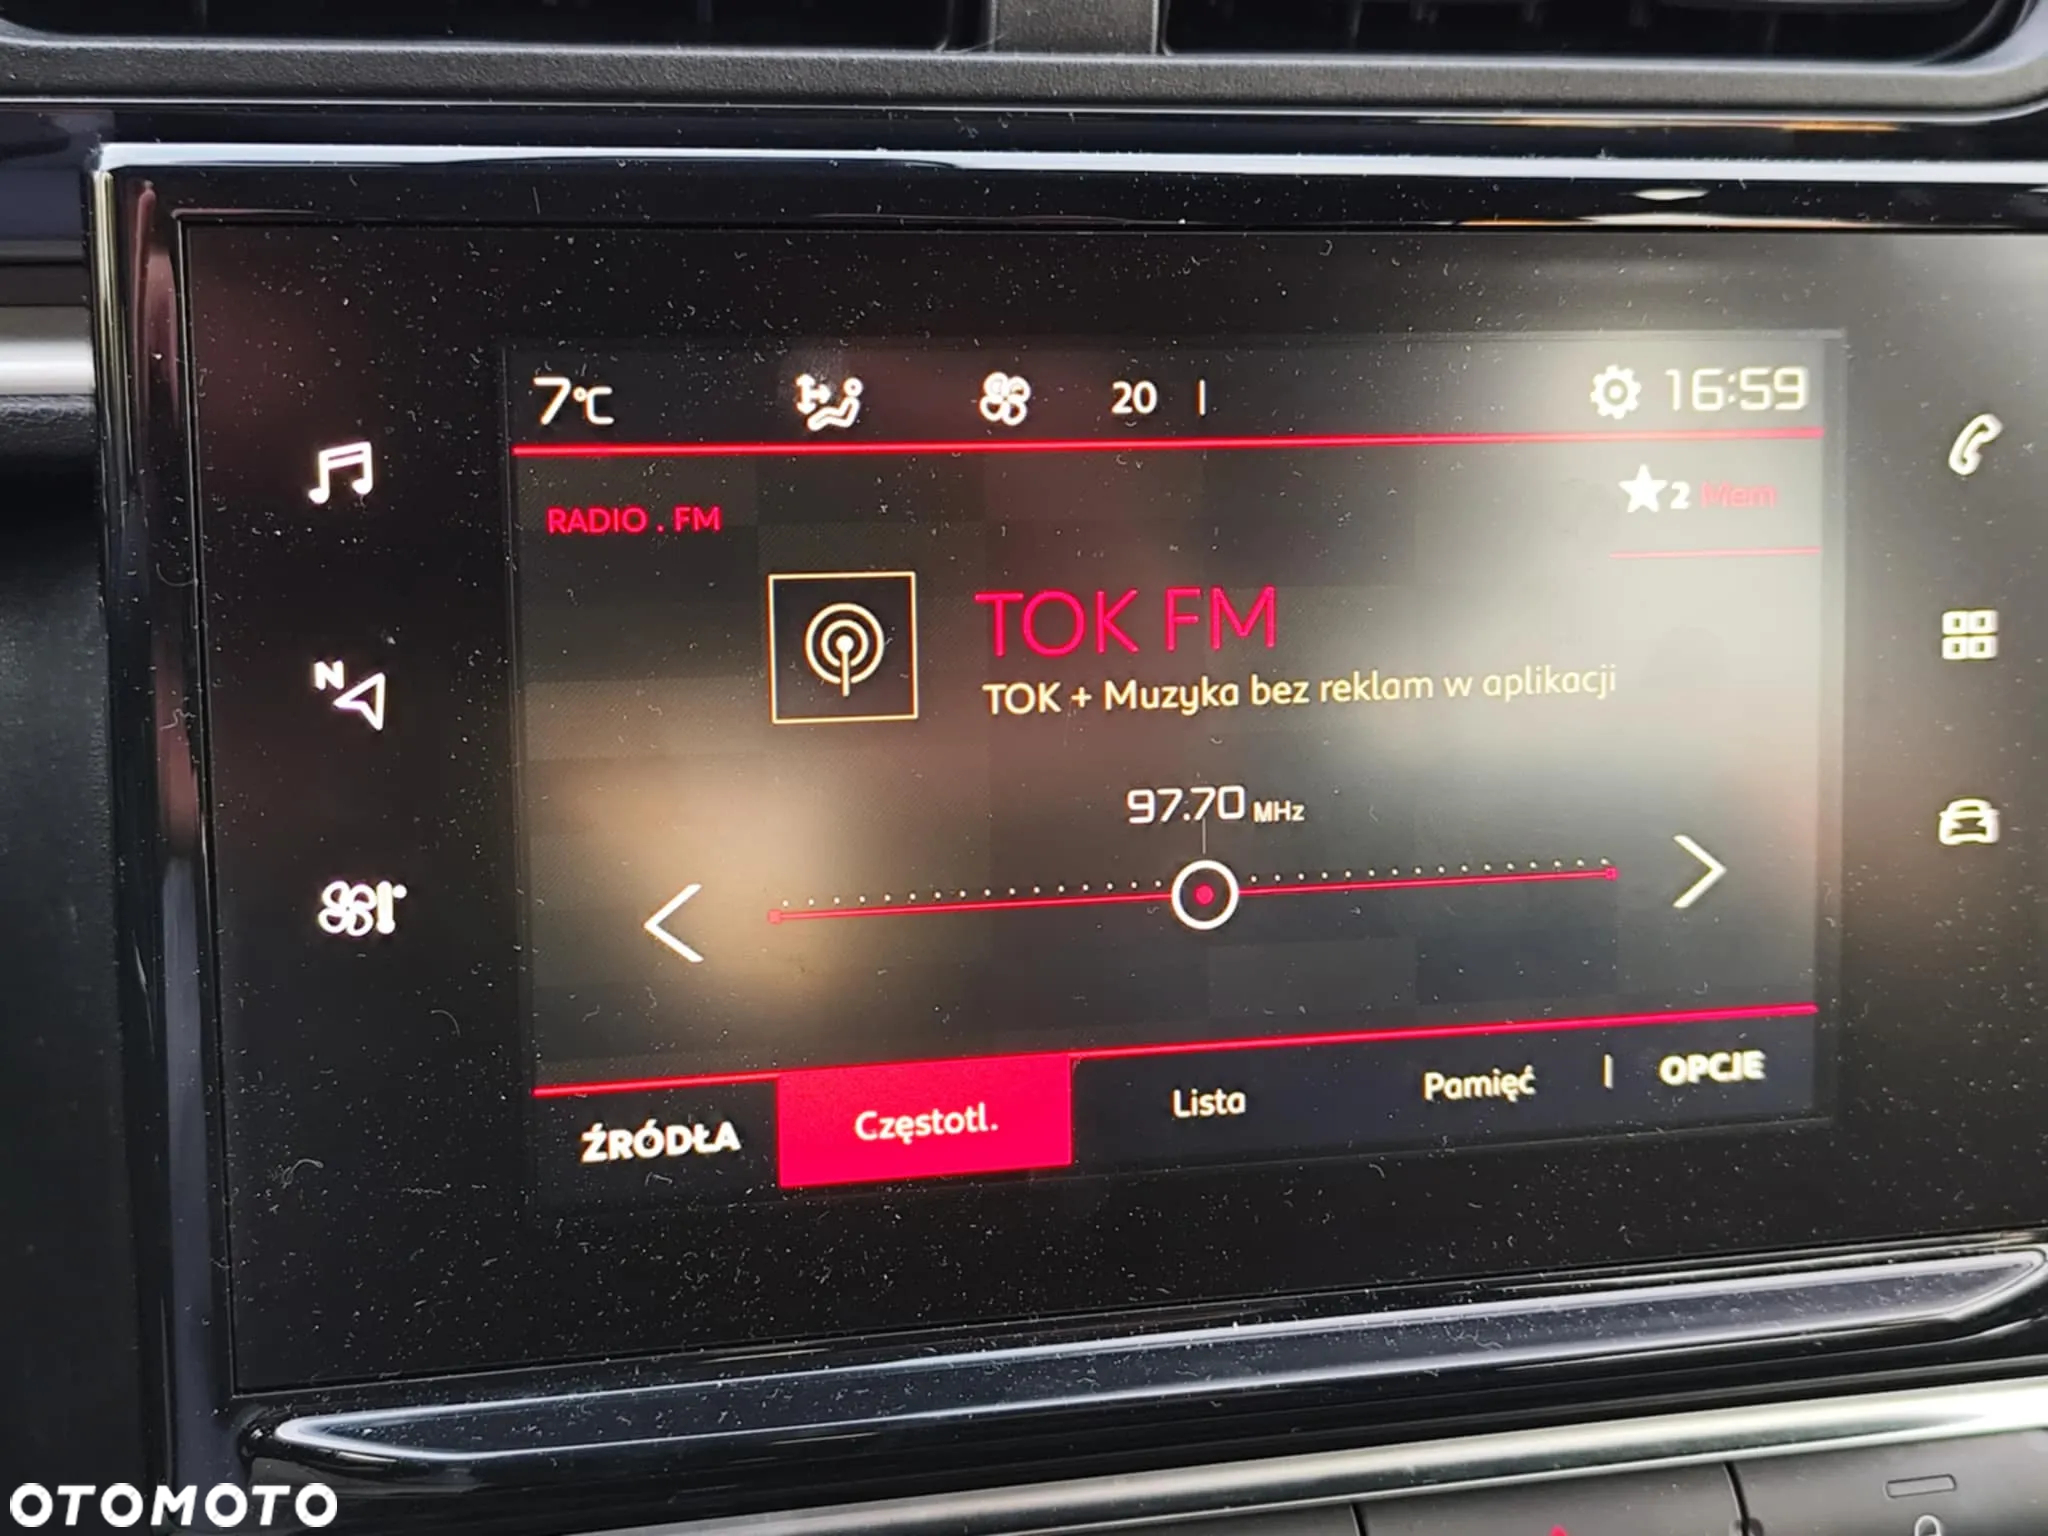 7°C 20 16:59
2 Mem
RADIO . FM
TOK FM
TOK + Muzyka bez reklam w aplikacji
N
97.70 MHz
ŹRÓDŁA Częstotl. Lista Pamięć OPCJE
OTOMOTO